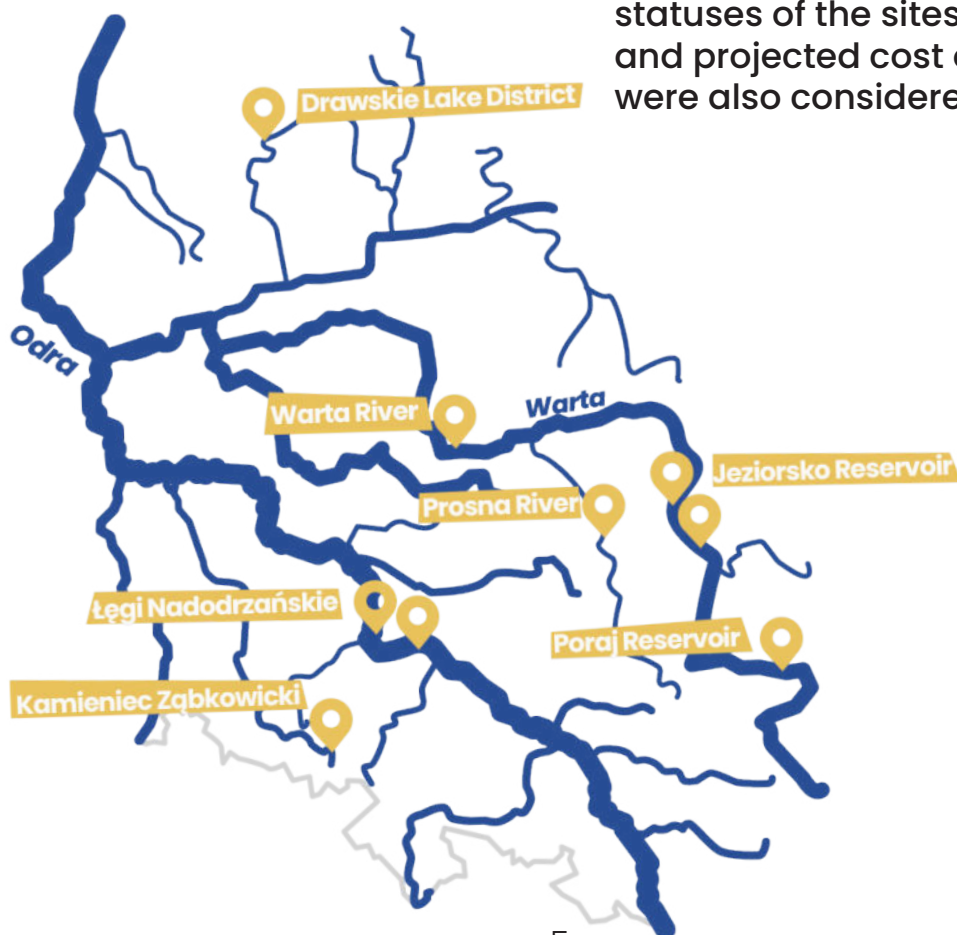 statuses of the sites
and projected cost
were also considere
Drawskie Lake District
Odra
Warta River
Warta
Jeziorsko Reservoir
Prosna River
Łęgi Nadodrzańskie
Poraj Reservoir
Kamieniec Ząbkowicki